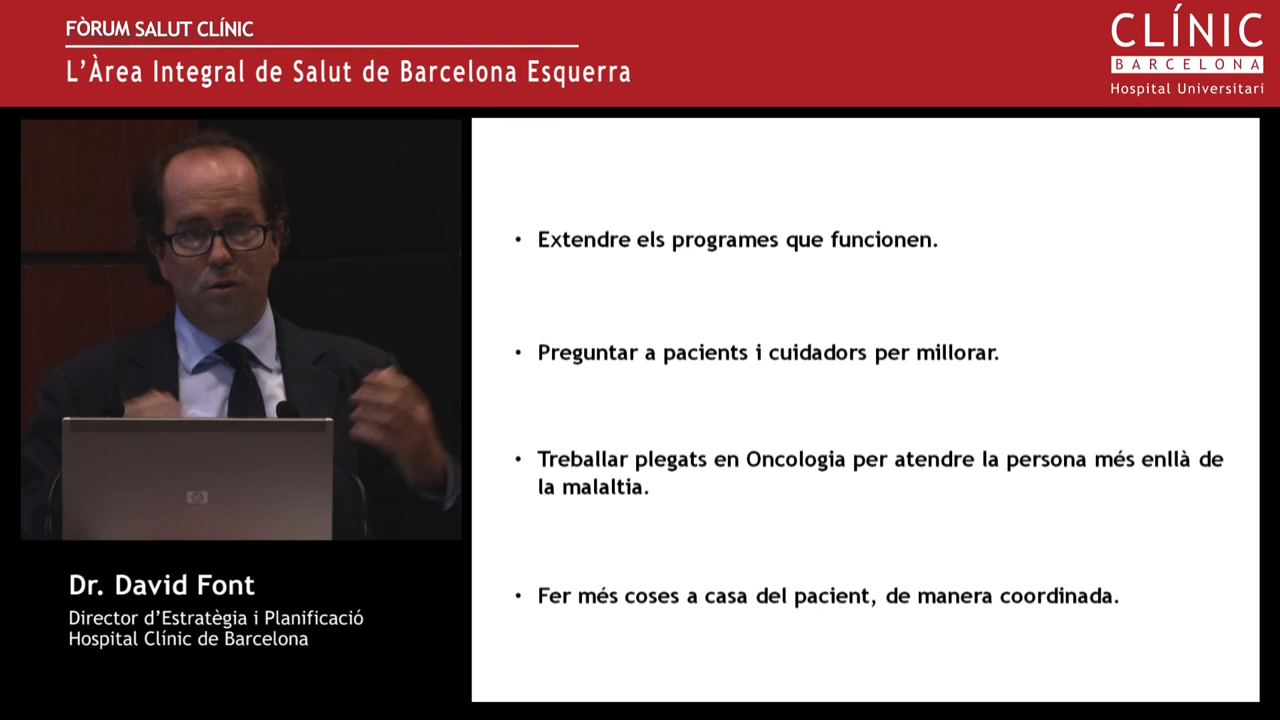 FÒRUM SALUT CLÍNIC
L'Àrea Integral de Salut de Barcelona Esquerra
CLÍNIC
BARCELONA
Hospital Universitari
• Extendre els programes que funcionen.
• Preguntar a pacients i cuidadors per millorar.
• Treballar plegats en Oncologia per atendre la persona més enllà de
la malaltia.
• Fer més coses a casa del pacient, de manera coordinada.
hp
Dr. David Font
Director d'Estratègia i Planificació
Hospital Clínic de Barcelona